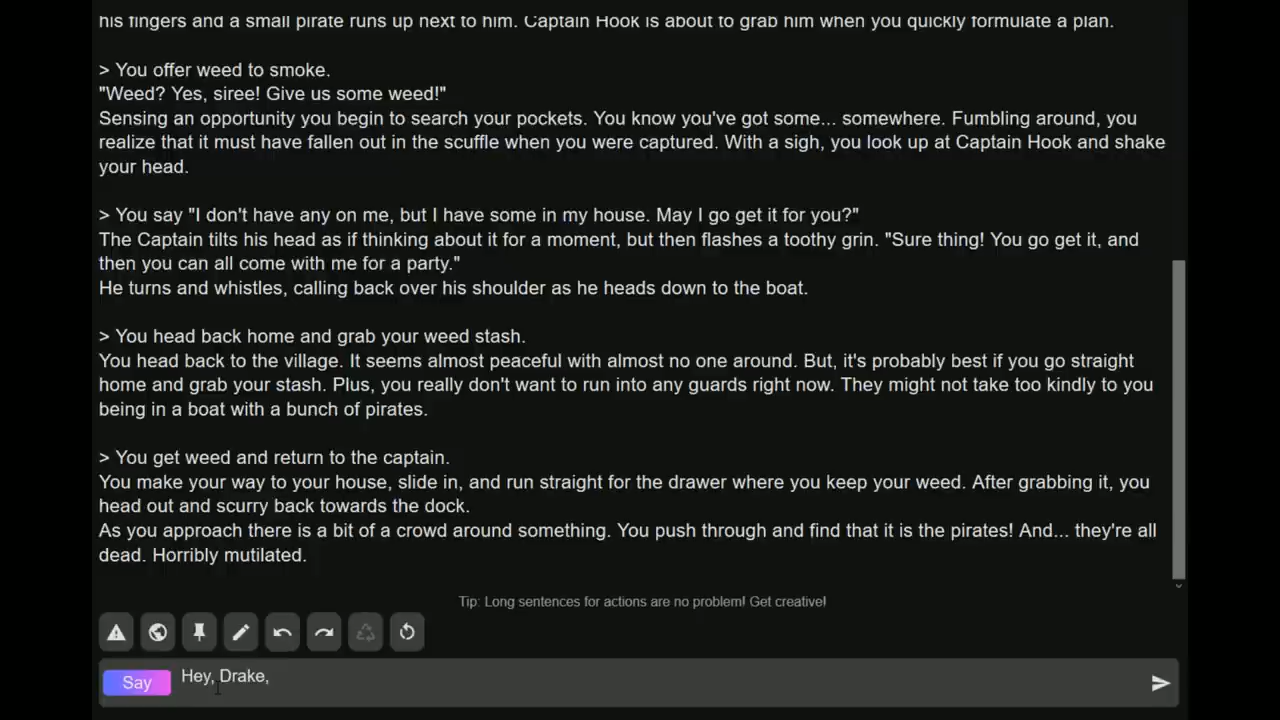 his fingers and a small pirate runs up next to him. Captain Hook is about to grab him when you quickly formulate a plan.
> You offer weed to smoke.
"Weed? Yes, siree! Give us some weed!"
Sensing an opportunity you begin to search your pockets. You know you've got some... somewhere. Fumbling around, you
realize that it must have fallen out in the scuffle when you were captured. With a sigh, you look up at Captain Hook and shake
your head.
> You say "I don't have any on me, but I have some in my house. May I go get it for you?"
The Captain tilts his head as if thinking about it for a moment, but then flashes a toothy grin. "Sure thing! You go get it, and
then you can all come with me for a party."
He turns and whistles, calling back over his shoulder as he heads down to the boat.
> You head back home and grab your weed stash.
You head back to the village. It seems almost peaceful with almost no one around. But, it's probably best if you go straight
home and grab your stash. Plus, you really don't want to run into any guards right now. They might not take too kindly to you
being in a boat with a bunch of pirates.
> You get weed and return to the captain.
You make your way to your house, slide in, and run straight for the drawer where you keep your weed. After grabbing it, you
head out and scurry back towards the dock.
As you approach there is a bit of a crowd around something. You push through and find that it is the pirates! And... they're all
dead. Horribly mutilated.
Tip: Long sentences for actions are no problem! Get creative!
Say Hey, Drake,